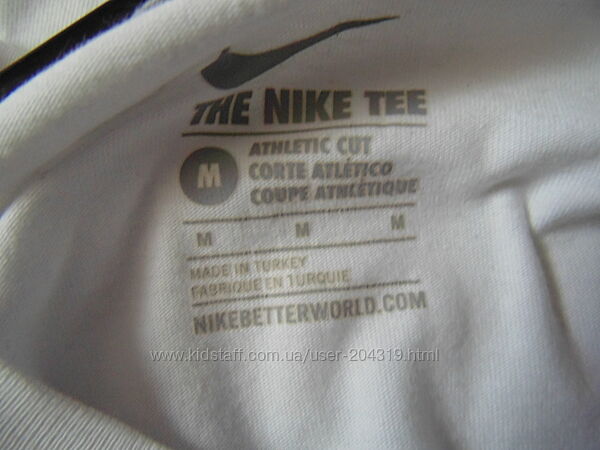 THE NIKE TEE
M
ATHLETIC CUT
CORTE ATLÉTICO
COUPE ATHLÉTIQUE
M M M
MADE IN TURKEY
FABRIQUE EN TURQUIE
NIKEBETTERWORLD.COM
www.kidstaff.com.ua/user-204319.html